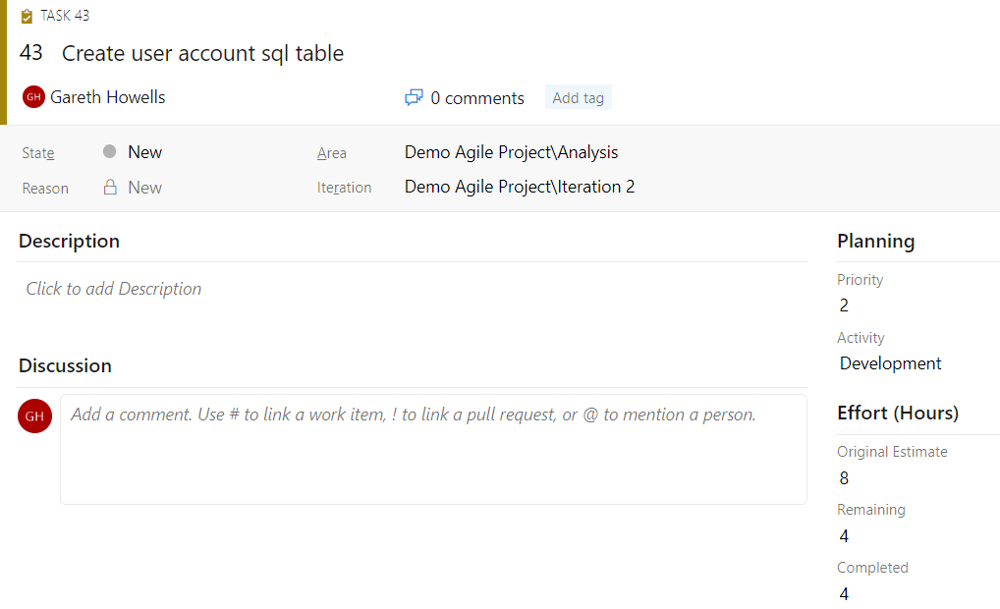 TASK 43
43 Create user account sql table
GH Gareth Howells
0 comments Add tag
State New Area Demo Agile Project\Analysis
Reason New Iteration Demo Agile Project\Iteration 2
Description
Click to add Description
Discussion
GH Add a comment. Use # to link a work item, ! to link a pull request, or @ to mention a person.
Planning
Priority
2
Activity
Development
Effort (Hours)
Original Estimate
8
Remaining
4
Completed
4